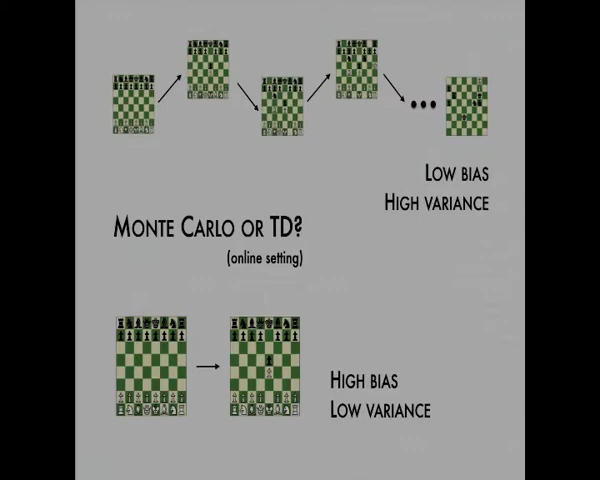 LOW BIAS
HIGH VARIANCE
MONTE CARLO OR TD?
(online setting)
HIGH BIAS
LOW VARIANCE